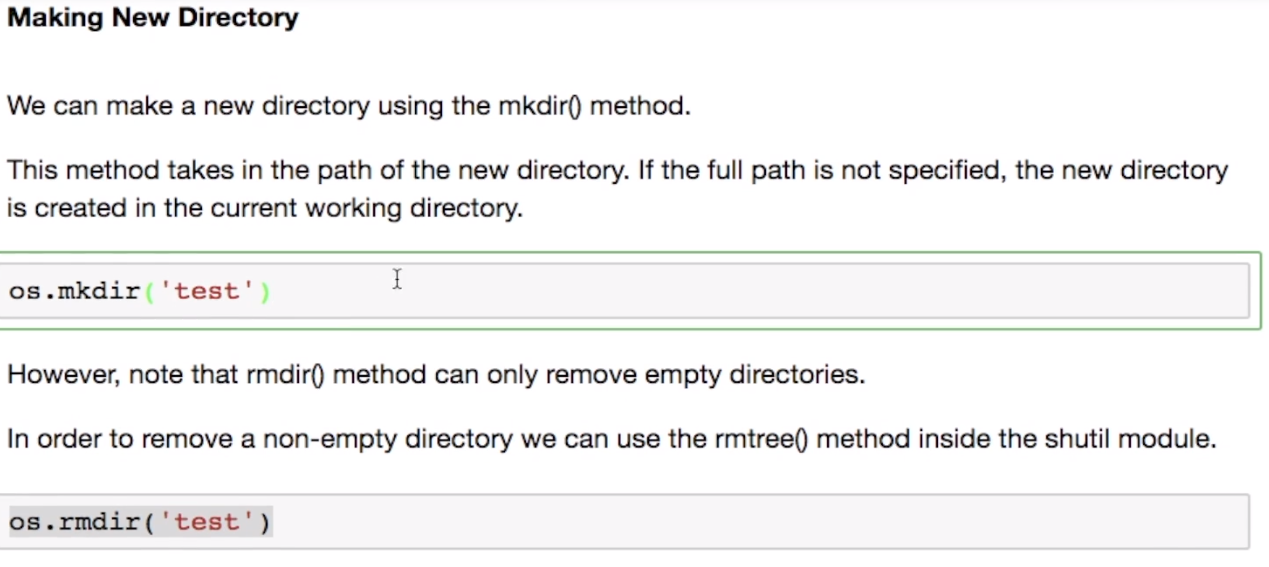 Making New Directory
We can make a new directory using the mkdir() method.
This method takes in the path of the new directory. If the full path is not specified, the new directory
is created in the current working directory.
os.mkdir('test')
However, note that rmdir() method can only remove empty directories.
In order to remove a non-empty directory we can use the rmtree() method inside the shutil module.
os.rmdir('test')